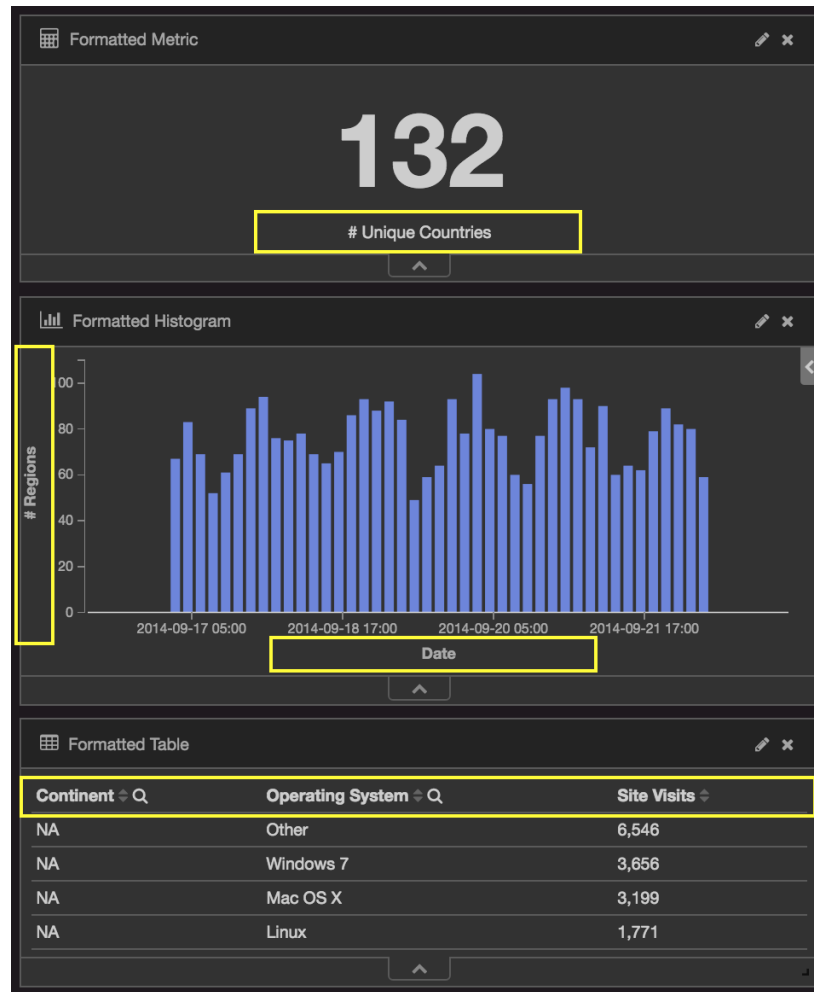 Formatted Metric
132
# Unique Countries
Formatted Histogram
# Regions
100
80
60
40
20
0
2014-09-17 05:00 2014-09-18 17:00 2014-09-20 05:00 2014-09-21 17:00
Date
Formatted Table
Continent Operating System Site Visits
NA Other 6,546
NA Windows 7 3,656
NA Mac OS X 3,199
NA Linux 1,771